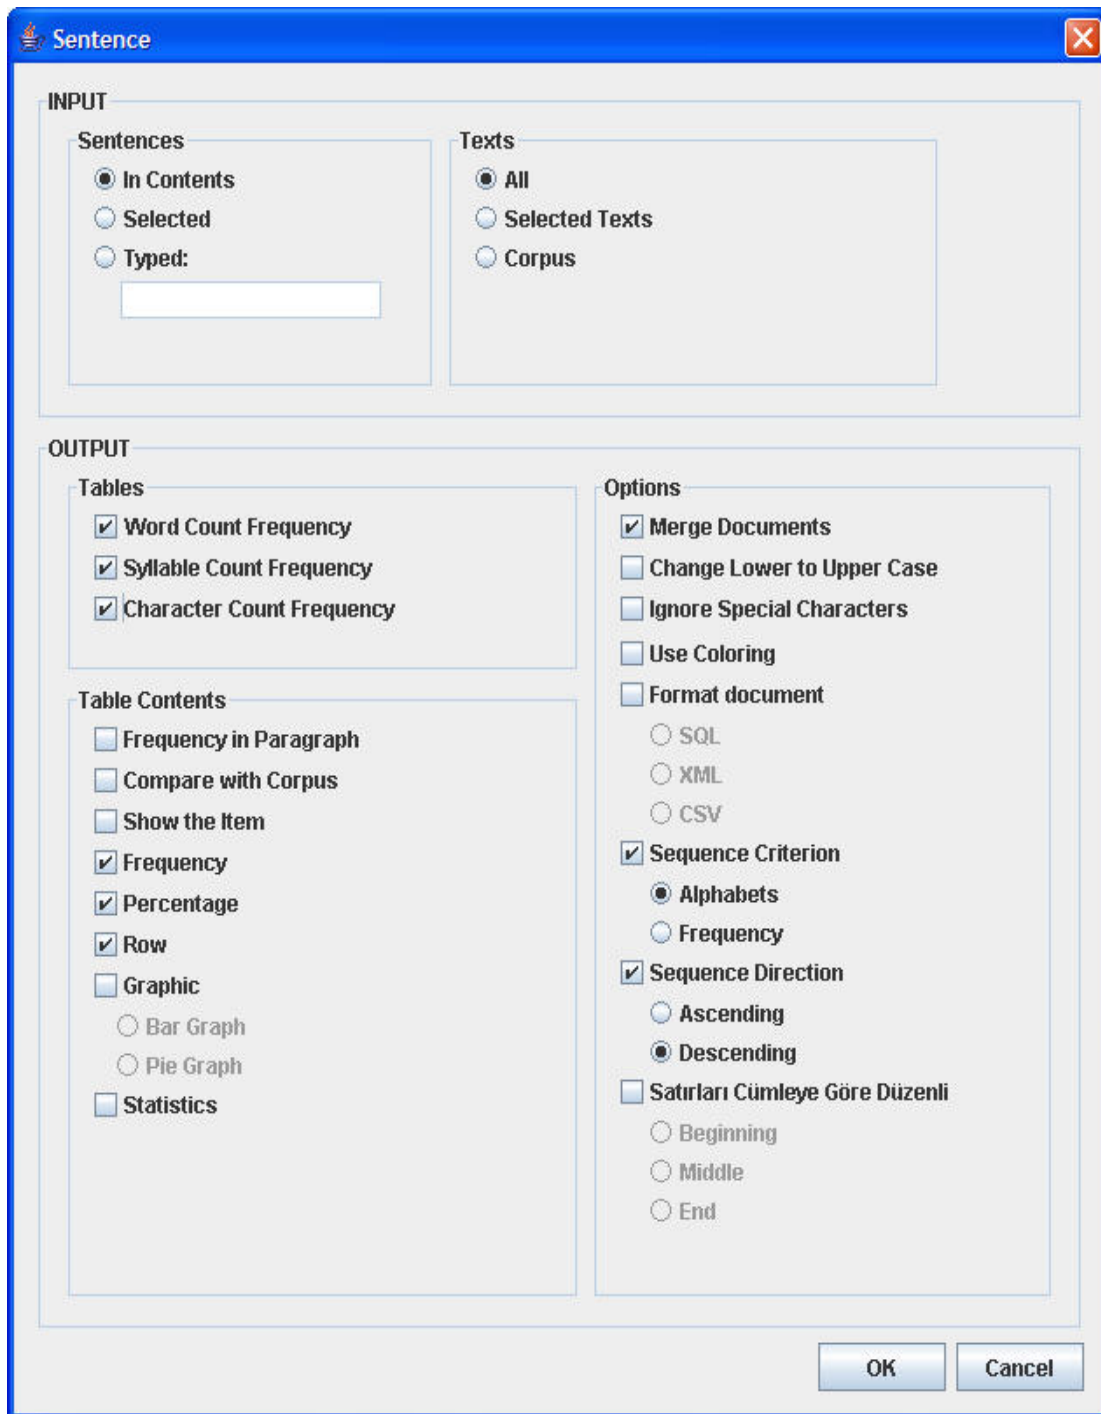 Sentence
INPUT
Sentences
In Contents
Selected
Typed:
Texts
All
Selected Texts
Corpus
OUTPUT
Tables
Word Count Frequency
Syllable Count Frequency
Character Count Frequency
Table Contents
Frequency in Paragraph
Compare with Corpus
Show the Item
Frequency
Percentage
Row
Graphic
Bar Graph
Pie Graph
Statistics
Options
Merge Documents
Change Lower to Upper Case
Ignore Special Characters
Use Coloring
Format document
SQL
XML
CSV
Sequence Criterion
Alphabets
Frequency
Sequence Direction
Ascending
Descending
Satırları Cümleye Göre Düzenli
Beginning
Middle
End
OK
Cancel